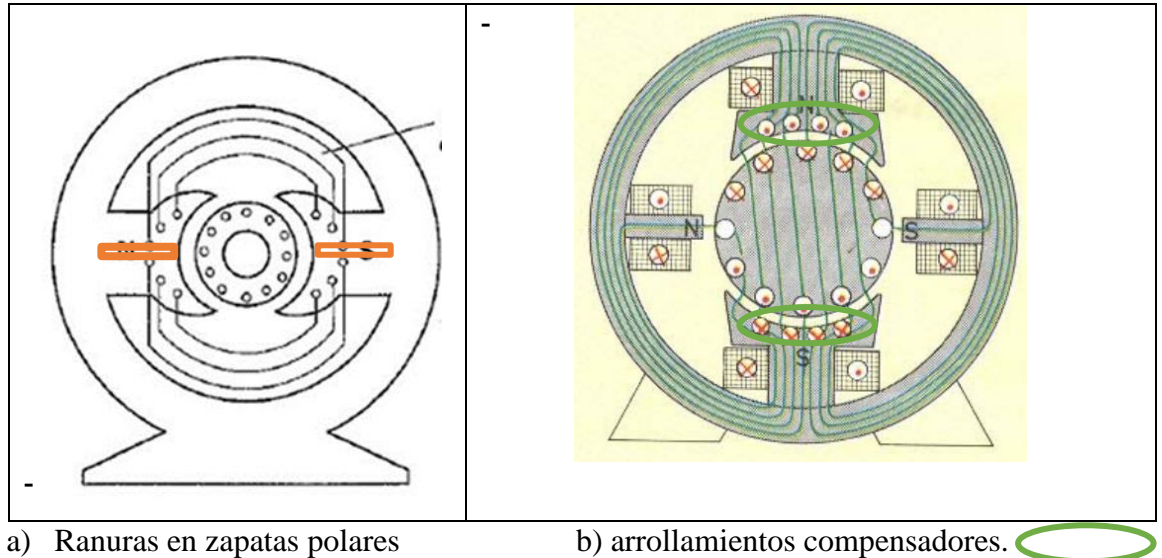 -
-
N
N
S
S
a) Ranuras en zapatas polares
b) arrollamientos compensadores.